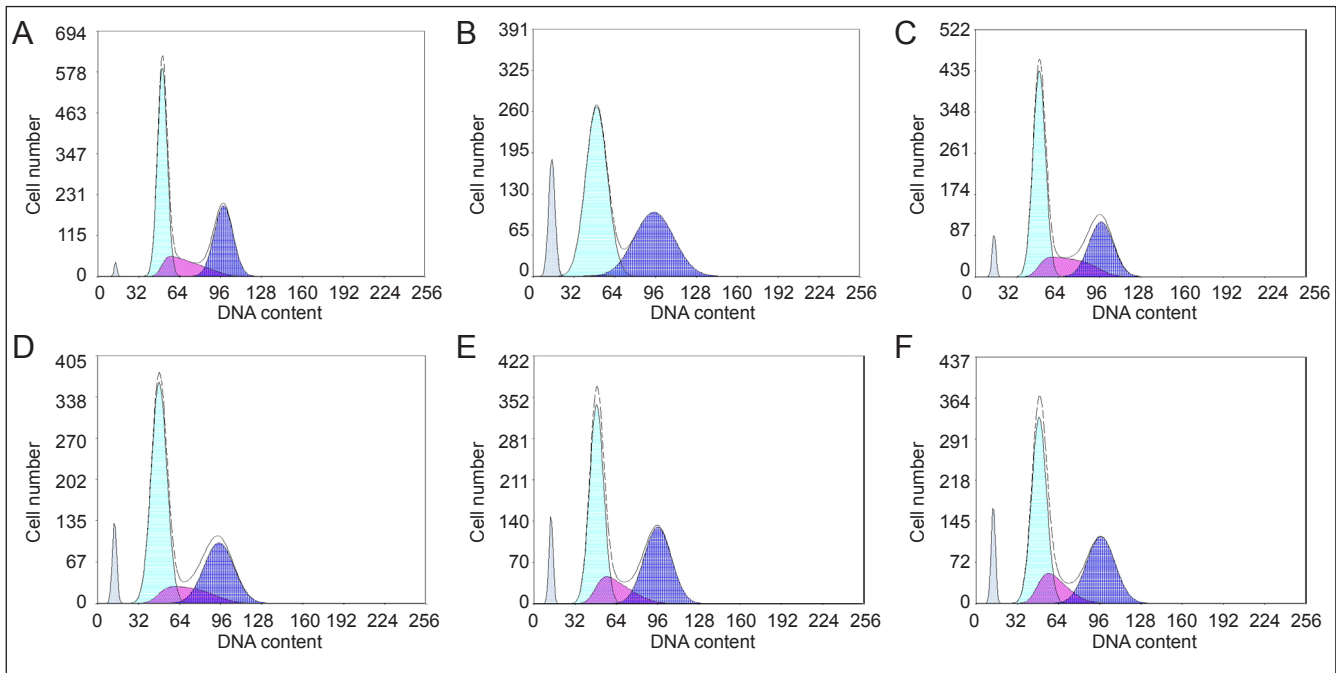 A
694
578
463
347
231
115
0
Cell number
0 32 64 96 128 160 192 224 256
DNA content
B
391
325
260
195
130
65
0
Cell number
0 32 64 96 128 160 192 224 256
DNA content
C
522
435
348
261
174
87
0
Cell number
0 32 64 96 128 160 192 224 256
DNA content
D
405
338
270
202
135
67
0
Cell number
0 32 64 96 128 160 192 224 256
DNA content
E
422
352
281
211
140
70
0
Cell number
0 32 64 96 128 160 192 224 256
DNA content
F
437
364
291
218
145
72
0
Cell number
0 32 64 96 128 160 192 224 256
DNA content